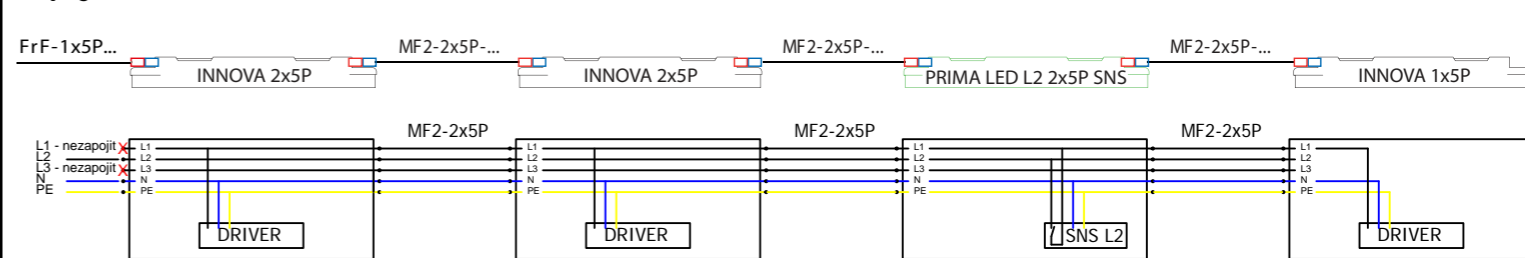 FrF-1x5P... MF2-2x5P-... MF2-2x5P-... MF2-2x5P-...
INNOVA 2x5P INNOVA 2x5P PRIMA LED L2 2x5P SNS INNOVA 1x5P
MF2-2x5P MF2-2x5P MF2-2x5P
L1 - nezapojit L1 L1 L1 L1
L2 L2 L2 L2 L2
L3 - nezapojit L3 L3 L3 L3
N N N N N
PE PE PE PE PE
DRIVER DRIVER SNS L2 DRIVER